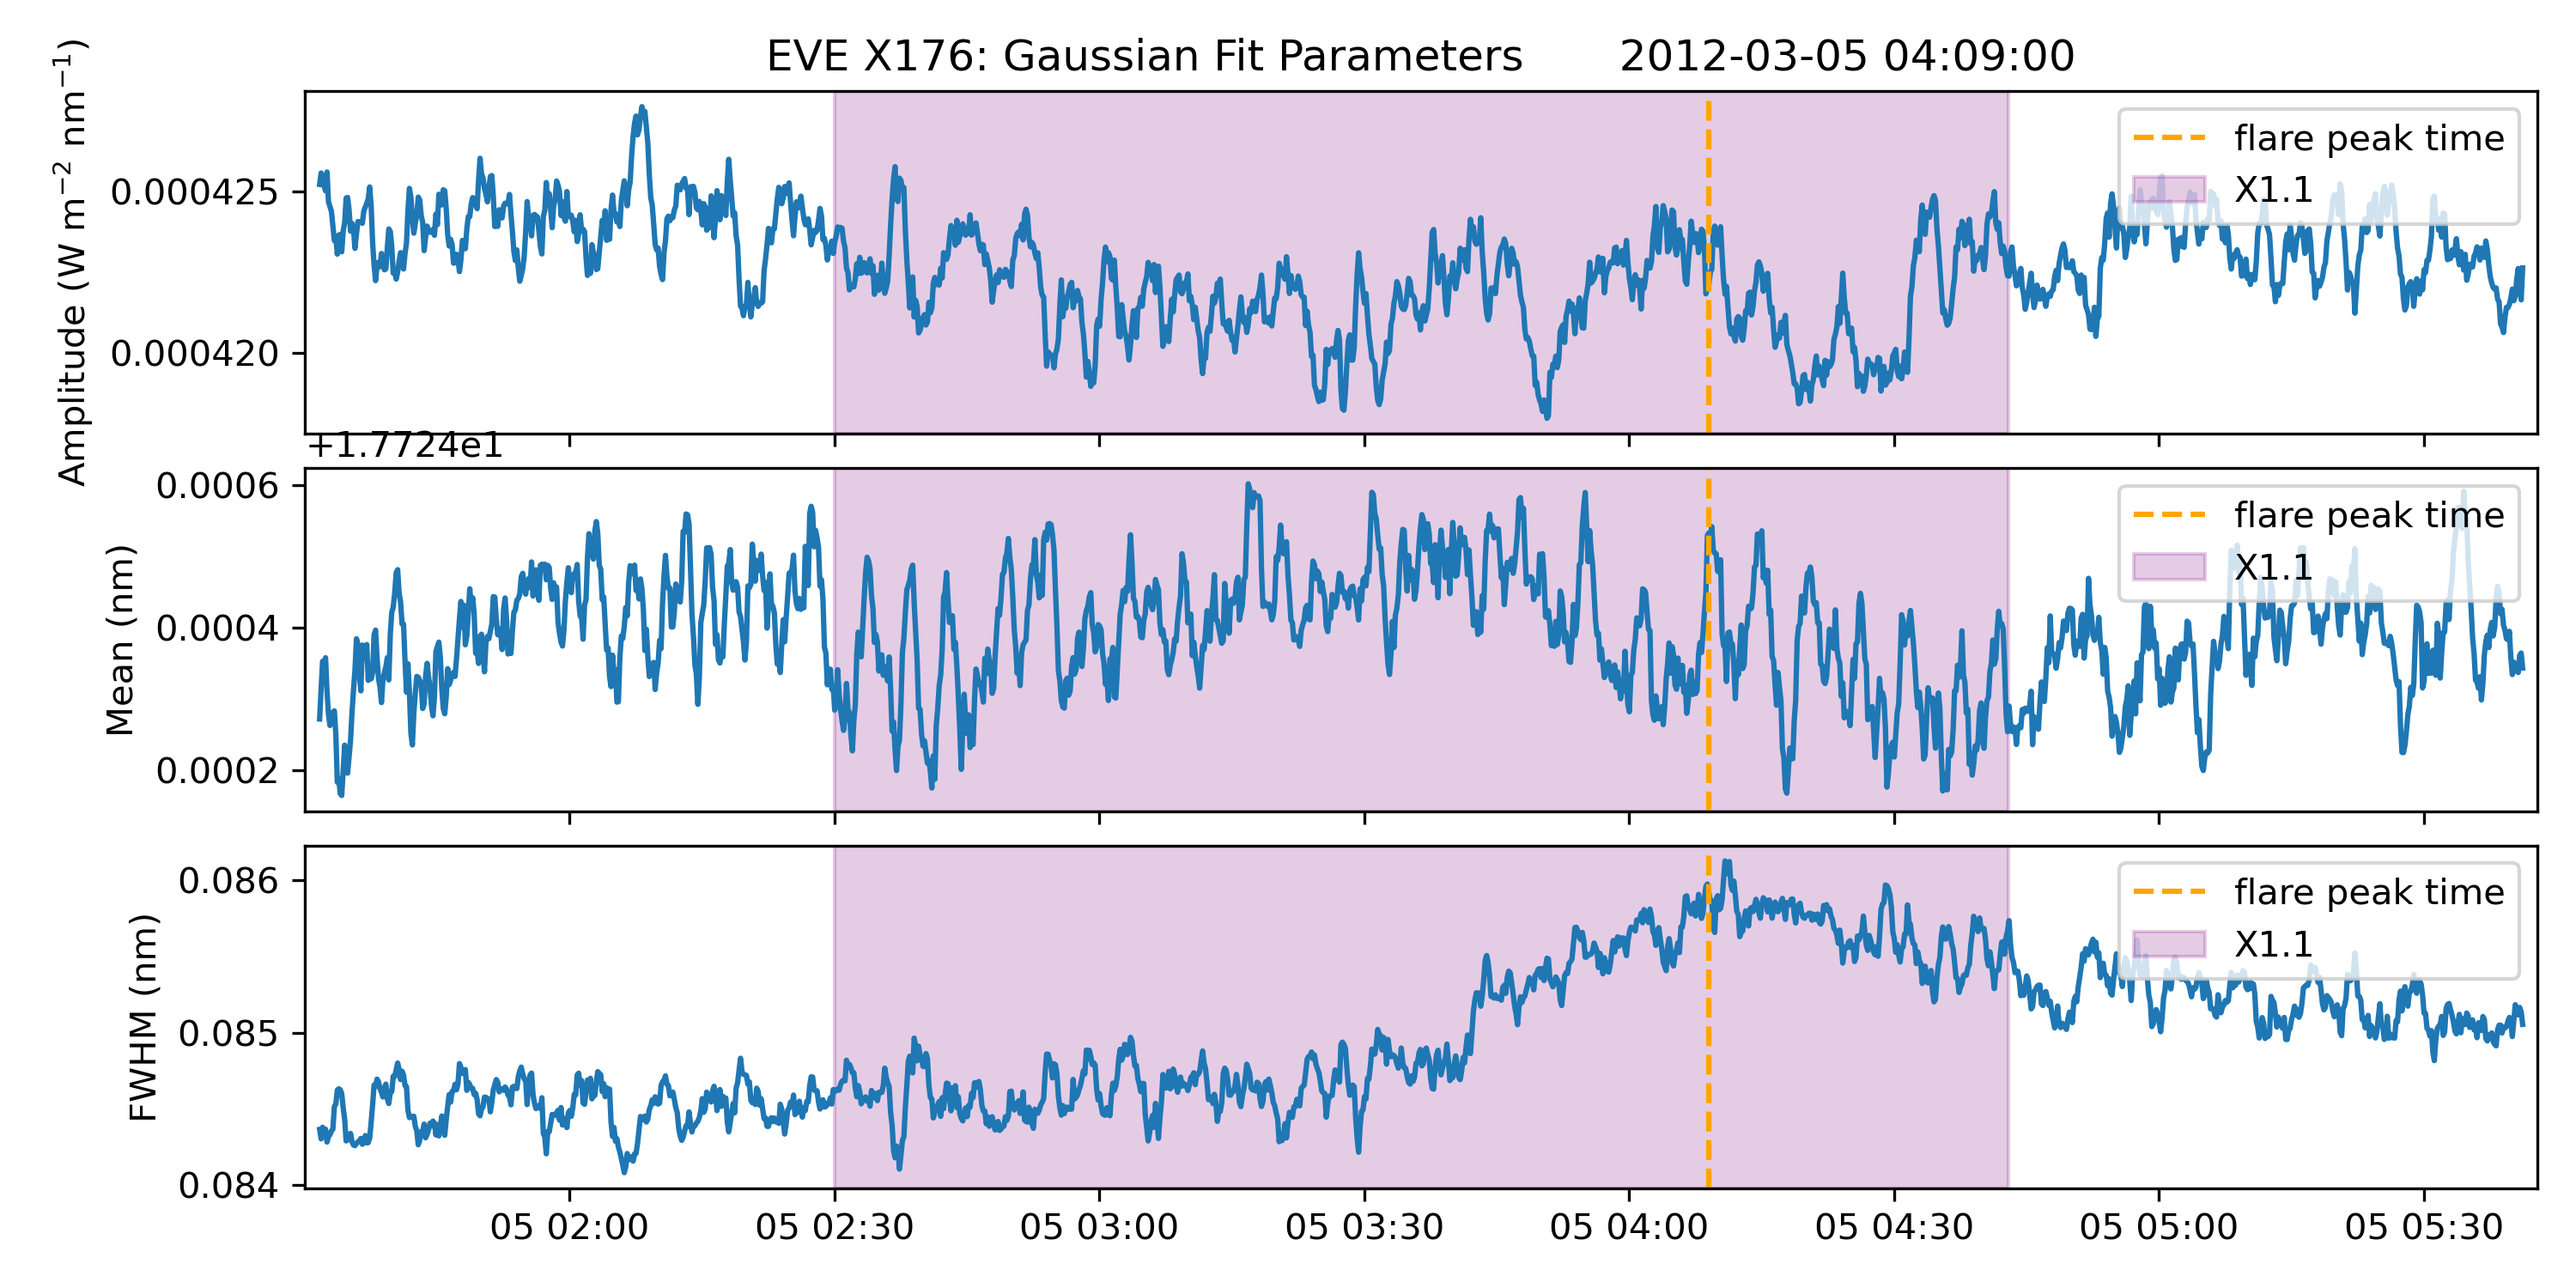 EVE X176: Gaussian Fit Parameters 2012-03-05 04:09:00
Amplitude (W m⁻² nm⁻¹)
0.000425
0.000420
flare peak time
X1.1
+1.7724e1
Mean (nm)
0.0006
0.0004
0.0002
flare peak time
X1.1
FWHM (nm)
0.086
0.085
0.084
flare peak time
X1.1
05 02:00 05 02:30 05 03:00 05 03:30 05 04:00 05 04:30 05 05:00 05 05:30